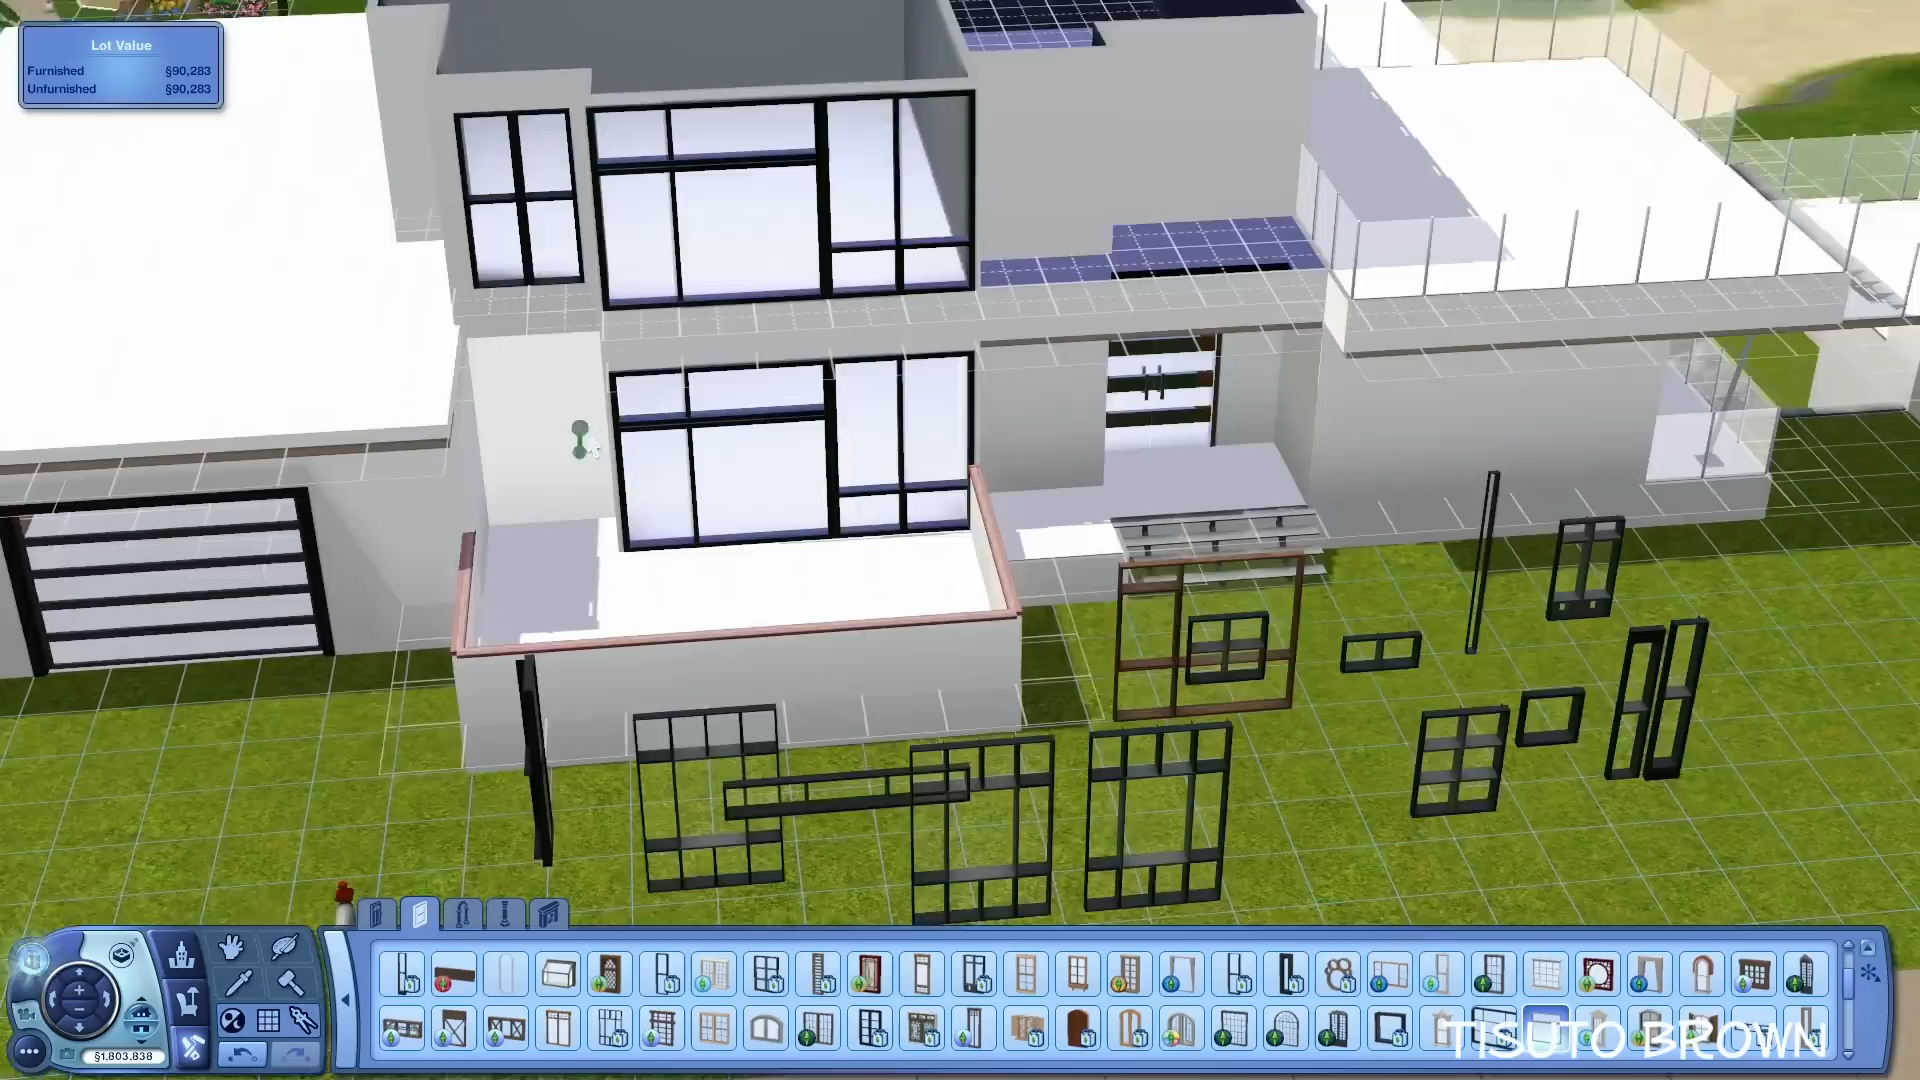 Lot Value
Furnished §90,283
Unfurnished §90,283
§1,803,838
TISUTO BROWN